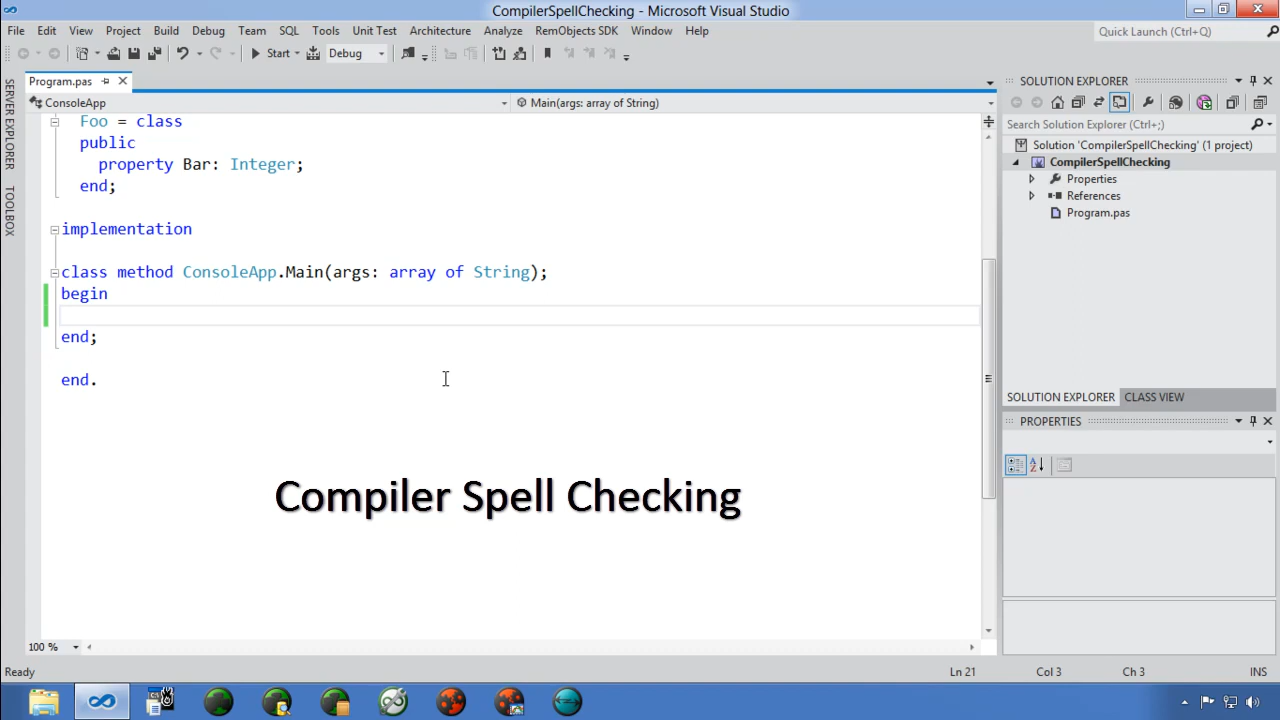 CompilerSpellChecking - Microsoft Visual Studio
File Edit View Project Build Debug Team SQL Tools Unit Test Architecture Analyze RemObjects SDK Window Help
Quick Launch (Ctrl+Q)
Start Debug
SERVER EXPLORER
TOOLBOX
Program.pas
ConsoleApp
Main(args: array of String)
Foo = class
public
property Bar: Integer;
end;
implementation
class method ConsoleApp.Main(args: array of String);
begin
end;
end.
Compiler Spell Checking
100 %
SOLUTION EXPLORER
Search Solution Explorer (Ctrl+;)
Solution 'CompilerSpellChecking' (1 project)
CompilerSpellChecking
Properties
References
Program.pas
SOLUTION EXPLORER CLASS VIEW
PROPERTIES
Ready
Ln 21 Col 3 Ch 3 INS